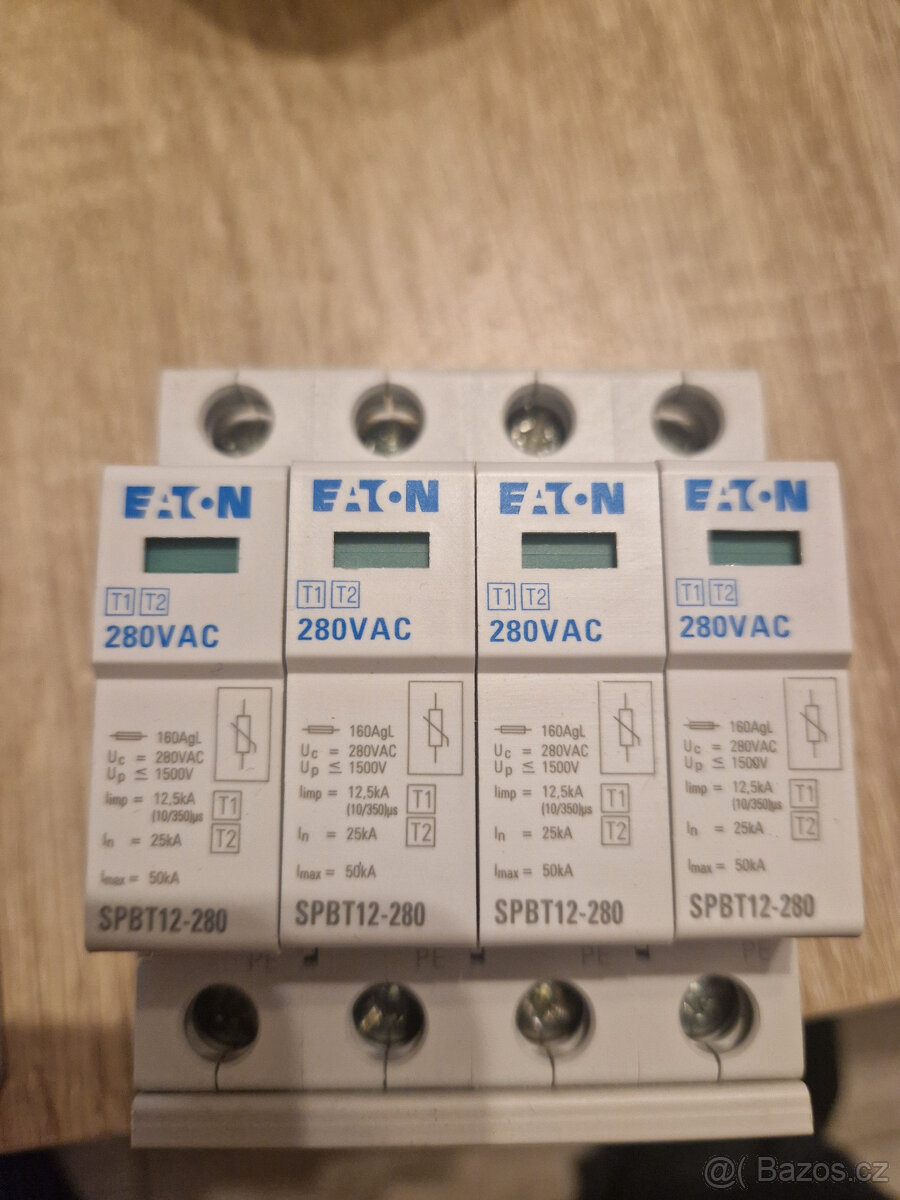 EATON
T1 T2
280VAC
160AgL
Uc = 280VAC
Up ≤ 1500V
Iimp = 12,5kA T1
(10/350)µs
In = 25kA T2
Imax = 50kA
SPBT12-280
PE
EATON
T1 T2
280VAC
160AgL
Uc = 280VAC
Up ≤ 1500V
Iimp = 12,5kA T1
(10/350)µs
In = 25kA T2
Imax = 50kA
SPBT12-280
PE
EATON
T1 T2
280VAC
160AgL
Uc = 280VAC
Up ≤ 1500V
Iimp = 12,5kA T1
(10/350)µs
In = 25kA T2
Imax = 50kA
SPBT12-280
PE
EATON
T1 T2
280VAC
160AgL
Uc = 280VAC
Up ≤ 1500V
Iimp = 12,5kA T1
(10/350)µs
In = 25kA T2
Imax = 50kA
SPBT12-280
PE
@( Bazos.cz